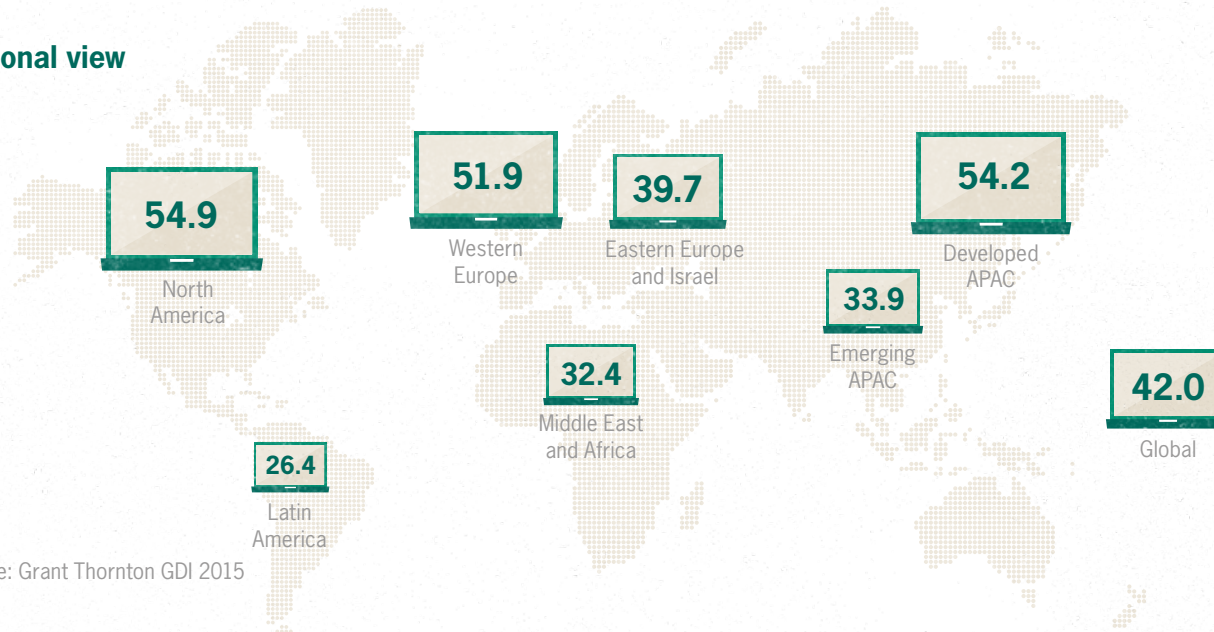 onal view
54.9
North
America
51.9
Western
Europe
39.7
Eastern Europe
and Israel
54.2
Developed
APAC
33.9
Emerging
APAC
32.4
Middle East
and Africa
42.0
Global
26.4
Latin
America
e: Grant Thornton GDI 2015